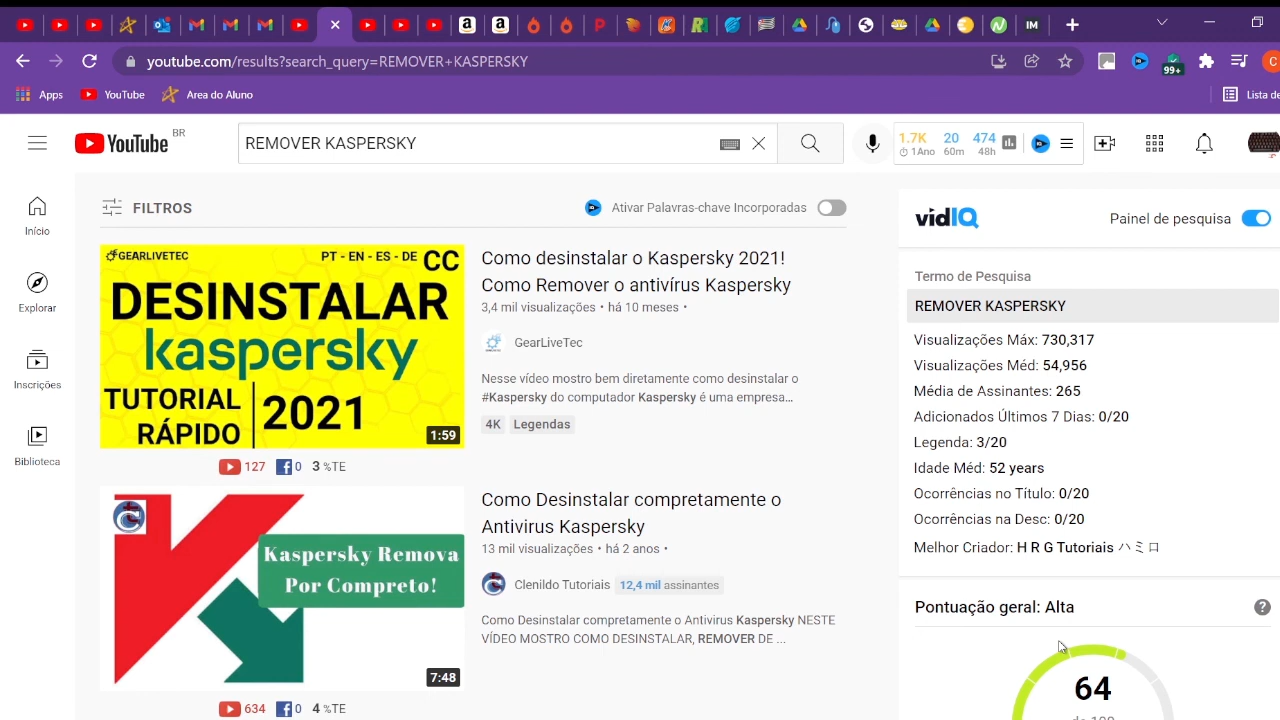 IM
youtube.com/results?search_query=REMOVER+KASPERSKY
99+
C
Apps
YouTube
Area do Aluno
Lista de
YouTube
BR
REMOVER KASPERSKY
1.7K
20
474
1Ano
60m
48h
Início
Explorar
Inscrições
Biblioteca
FILTROS
Ativar Palavras-chave Incorporadas
GEARLIVETEC
PT - EN - ES - DE CC
DESINSTALAR
kaspersky
TUTORIAL
RÁPIDO
2021
1:59
127
0
3 %TE
Como desinstalar o Kaspersky 2021!
Como Remover o antivírus Kaspersky
3,4 mil visualizações • há 10 meses •
GearLiveTec
Nesse vídeo mostro bem diretamente como desinstalar o
#Kaspersky do computador Kaspersky é uma empresa...
4K
Legendas
Kaspersky Remova
Por Compreto!
7:48
634
0
4 %TE
Como Desinstalar compretamente o
Antivirus Kaspersky
13 mil visualizações • há 2 anos •
Clenildo Tutoriais
12,4 mil assinantes
Como Desinstalar compretamente o Antivirus Kaspersky NESTE
VÍDEO MOSTRO COMO DESINSTALAR, REMOVER DE ...
vidIQ
Painel de pesquisa
Termo de Pesquisa
REMOVER KASPERSKY
Visualizações Máx: 730,317
Visualizações Méd: 54,956
Média de Assinantes: 265
Adicionados Últimos 7 Dias: 0/20
Legenda: 3/20
Idade Méd: 52 years
Ocorrências no Título: 0/20
Ocorrências na Desc: 0/20
Melhor Criador: H R G Tutoriais ハミロ
Pontuação geral: Alta
64